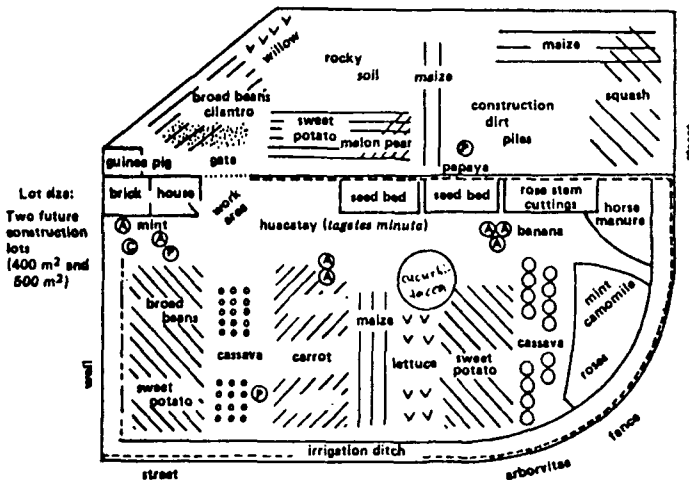 willow
rocky
soil
maize
maize
broad beans
cilantro
sweet
potato
melon pear
construction
dirt
piles
squash
P
papaya
guinea pig
gate
Lot size:
Two future
construction
lots
(400 m² and
500 m²)
brick house
work
area
seed bed
seed bed
rose stem
cuttings
horse
manure
A mint
C A P
huacatay (tagetes minuta)
A A
A
banana
A
A
broad
beans
cassava
carrot
maize
lettuce
sweet
potato
cassava
mint
camomile
roses
sweet
potato
P
wall
irrigation ditch
street
arborvitae
fence